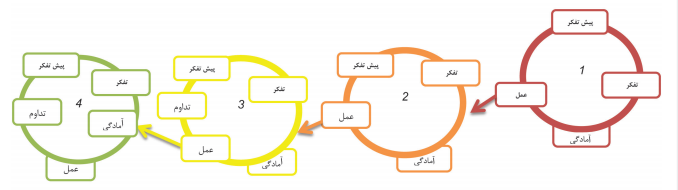 1
پیش تفکر
تفکر
آمادگی
عمل
2
پیش تفکر
تفکر
آمادگی
عمل
3
پیش تفکر
تفکر
آمادگی
عمل
تداوم
4
پیش تفکر
تفکر
آمادگی
عمل
تداوم